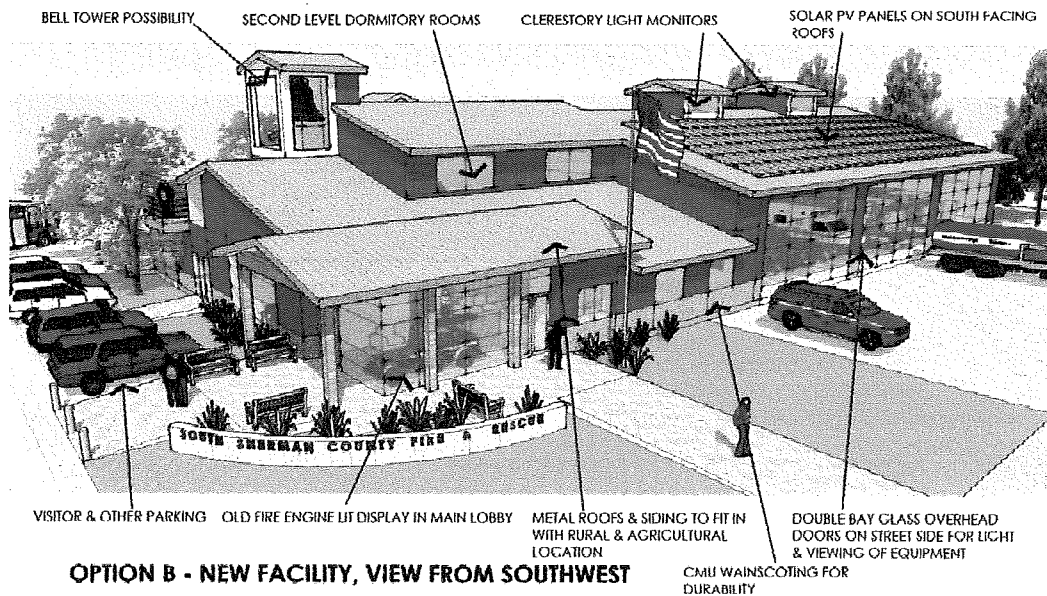 BELL TOWER POSSIBILITY
SECOND LEVEL DORMITORY ROOMS
CLERESTORY LIGHT MONITORS
SOLAR PV PANELS ON SOUTH FACING
ROOFS
SOUTH SHERMAN COUNTY FIRE & RESCUE
VISITOR & OTHER PARKING
OLD FIRE ENGINE LIT DISPLAY IN MAIN LOBBY
METAL ROOFS & SIDING TO FIT IN
WITH RURAL & AGRICULTURAL
LOCATION
DOUBLE BAY GLASS OVERHEAD
DOORS ON STREET SIDE FOR LIGHT
& VIEWING OF EQUIPMENT
CMU WAINSCOTING FOR
DURABILITY
OPTION B - NEW FACILITY, VIEW FROM SOUTHWEST